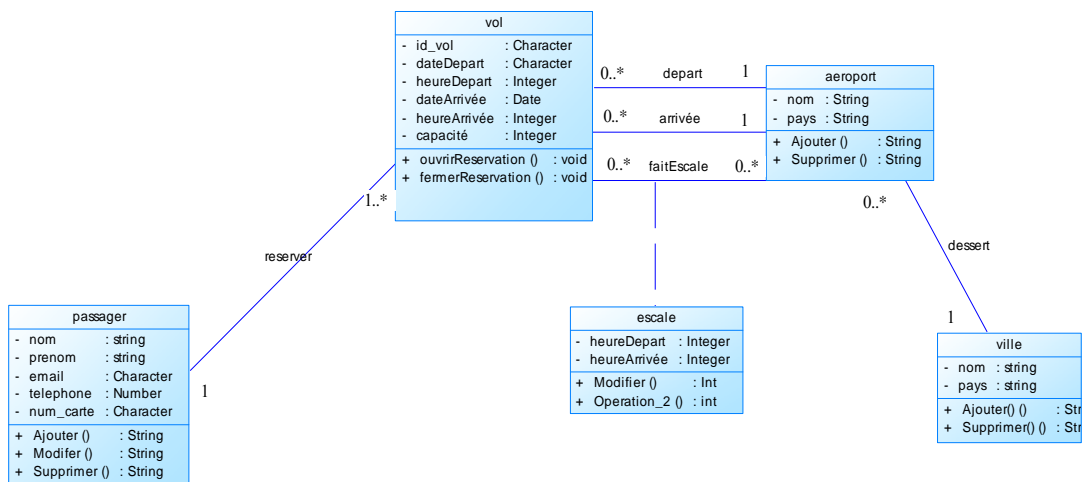 vol
- id_vol : Character
- dateDepart : Character
- heureDepart : Integer
- dateArrivée : Date
- heureArrivée : Integer
- capacité : Integer
+ ouvrirReservation () : void
+ fermerReservation () : void
0..* depart 1
0..* arrivée 1
0..* faitEscale 0..*
aeroport
- nom : String
- pays : String
+ Ajouter () : String
+ Supprimer () : String
1..*
0..*
reserver
dessert
1
1
passager
- nom : string
- prenom : string
- email : Character
- telephone : Number
- num_carte : Character
+ Ajouter () : String
+ Modifer () : String
+ Supprimer () : String
escale
- heureDepart : Integer
- heureArrivée : Integer
+ Modifier () : Int
+ Operation_2 () : int
ville
- nom : string
- pays : string
+ Ajouter() () : Str
+ Supprimer() () : Str